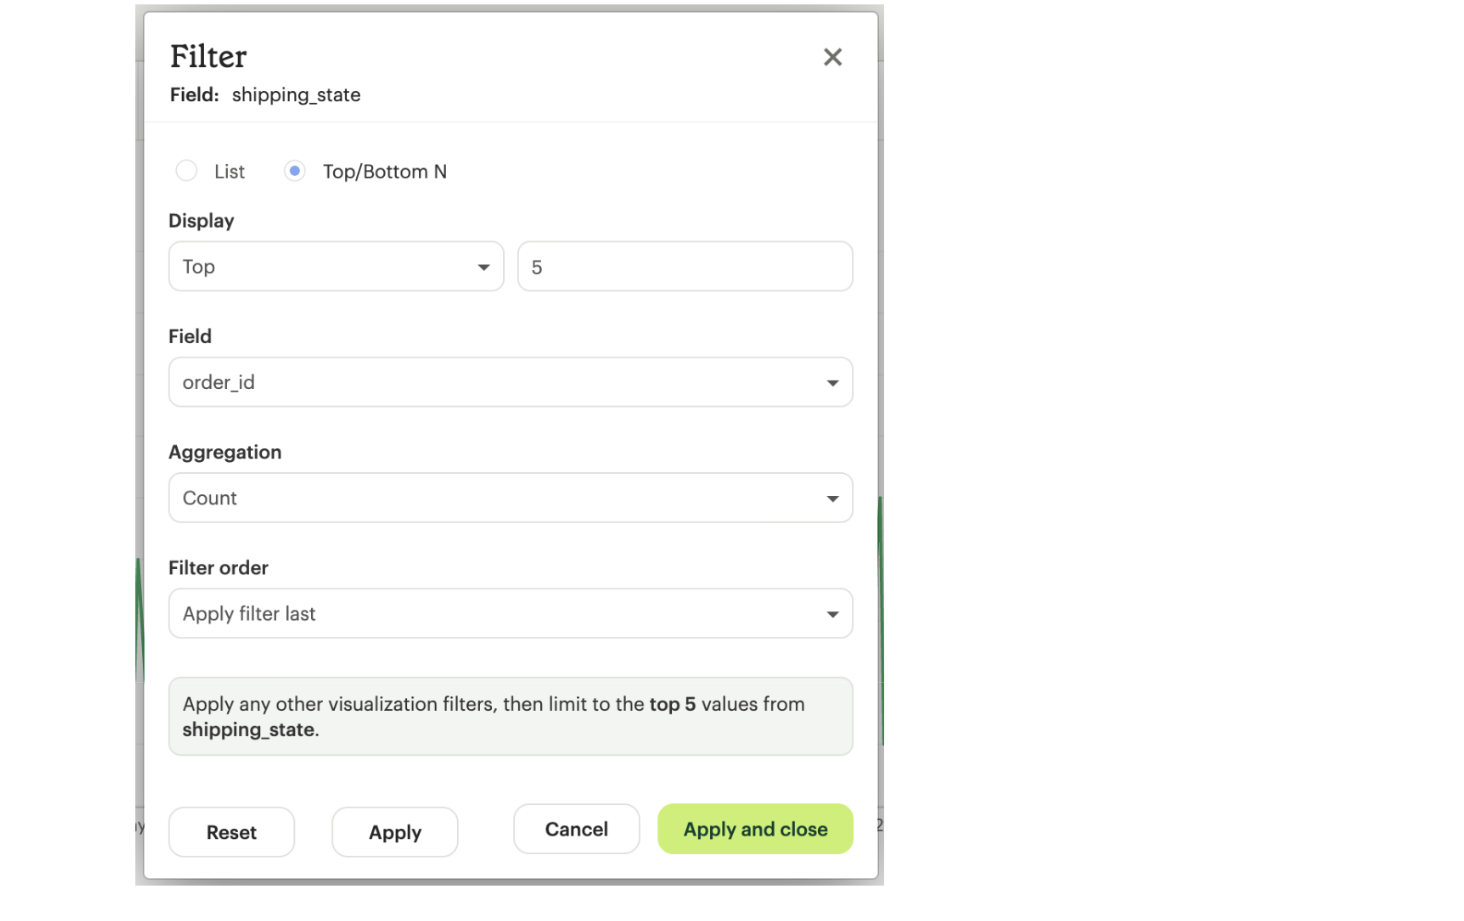 Filter
Field: shipping_state
List Top/Bottom N
Display
Top 5
Field
order_id
Aggregation
Count
Filter order
Apply filter last
Apply any other visualization filters, then limit to the top 5 values from
shipping_state.
Reset Apply Cancel Apply and close